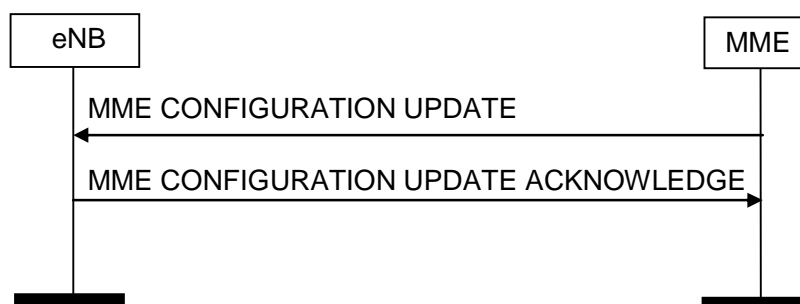 eNB
MME
MME CONFIGURATION UPDATE
MME CONFIGURATION UPDATE ACKNOWLEDGE